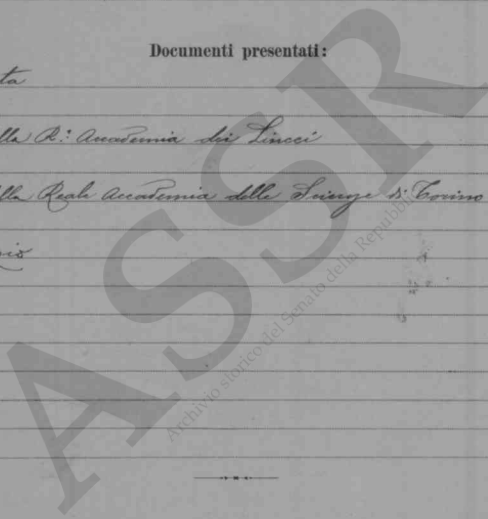 Documenti presentati:
ta
lla R.ª Accademia dei Lincei
lla Reale Accademia delle Scienze di Torino
io
ASSR
Archivio storico del Senato della Repubblica